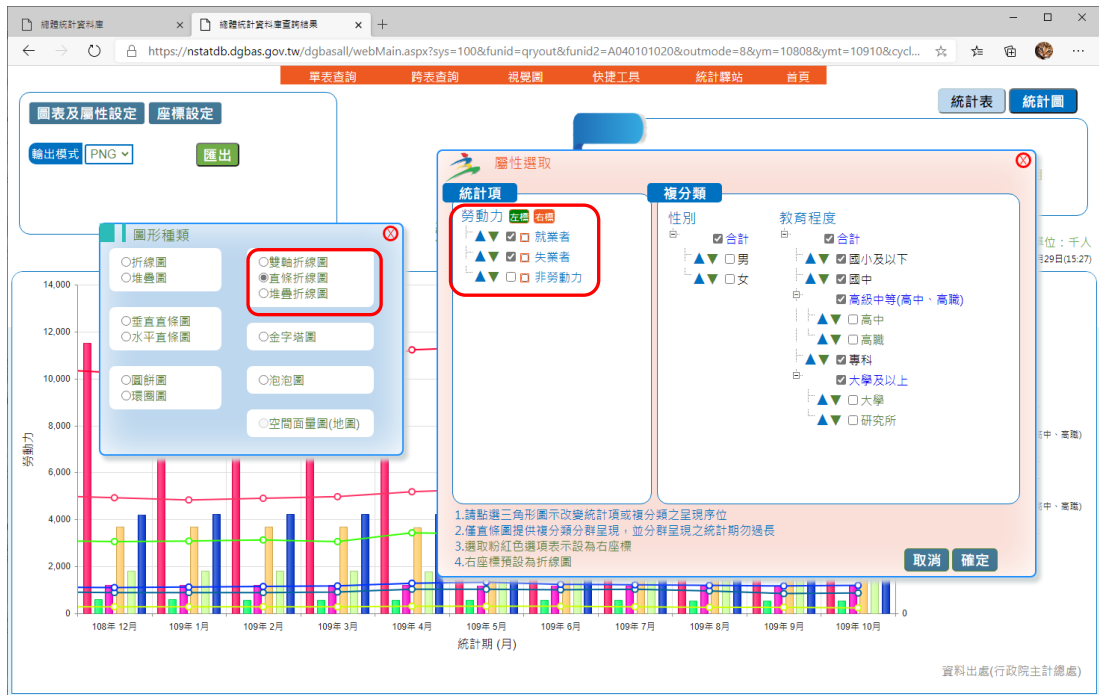 總體統計資料庫
總體統計資料庫查詢結果
https://nstatdb.dgbas.gov.tw/dgbasall/webMain.aspx?sys=100&funid=qryout&funid2=A040101020&outmode=8&ym=10808&ymt=10910&cycl...
單表查詢 跨表查詢 視覺圖 快捷工具 統計驛站 首頁
圖表及屬性設定 座標設定
統計表 統計圖
輸出模式 PNG 匯出
圖形種類
X
折線圖
堆疊圖
垂直直條圖
水平直條圖
圓餅圖
環圈圖
雙軸折線圖
直條折線圖
堆疊折線圖
金字塔圖
泡泡圖
空間面量圖(地圖)
屬性選取
X
統計項
勞動力 左標 右標
就業者
失業者
非勞動力
複分類
性別
合計
男
女
教育程度
合計
國小及以下
國中
高級中等(高中、高職)
高中
高職
專科
大學及以上
大學
研究所
1.請點選三角形圖示改變統計項或複分類之呈現序位
2.僅直條圖提供複分類分群呈現，並分群呈現之統計期勿過長
3.選取粉紅色選項表示設為右座標
4.右座標預設為折線圖
取消 確定
位：千人
月29日(15:27)
高中、高職)
高中、高職)
勞動力
14,000
12,000
10,000
8,000
6,000
4,000
2,000
0
0
108年 12月 109年 1月 109年 2月 109年 3月 109年 4月 109年 5月 109年 6月 109年 7月 109年 8月 109年 9月 109年 10月
統計期 (月)
資料出處(行政院主計總處)